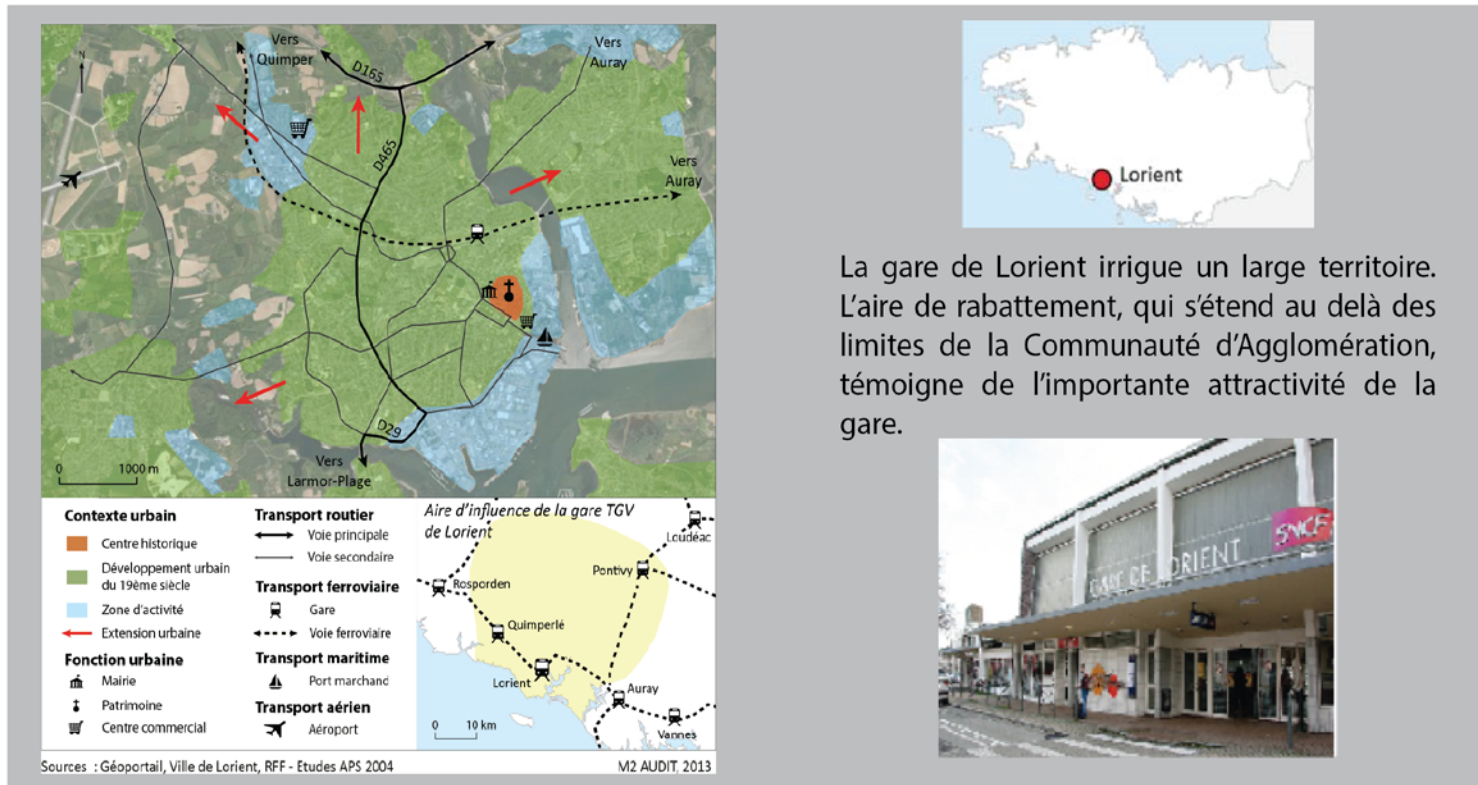 Vers
Quimper
D165
Vers
Auray
N
D465
Vers
Auray
D29
Vers
Larmor-Plage
0 1000 m
Contexte urbain
Centre historique
Développement urbain
du 19ème siècle
Zone d'activité
Extension urbaine
Fonction urbaine
Mairie
Patrimoine
Centre commercial
Transport routier
Voie principale
Voie secondaire
Transport ferroviaire
Gare
Voie ferroviaire
Transport maritime
Port marchand
Transport aérien
Aéroport
Aire d'influence de la gare TGV
de Lorient
Loudéac
Pontivy
Rosporden
Quimperlé
Lorient
Auray
Vannes
0 10 km
Sources : Géoportail, Ville de Lorient, RFF - Etudes APS 2004
M2 AUDIT, 2013
Lorient
La gare de Lorient irrigue un large territoire.
L'aire de rabattement, qui s'étend au delà des
limites de la Communauté d'Agglomération,
témoigne de l'importante attractivité de la
gare.
SNCF
GARE DE LORIENT